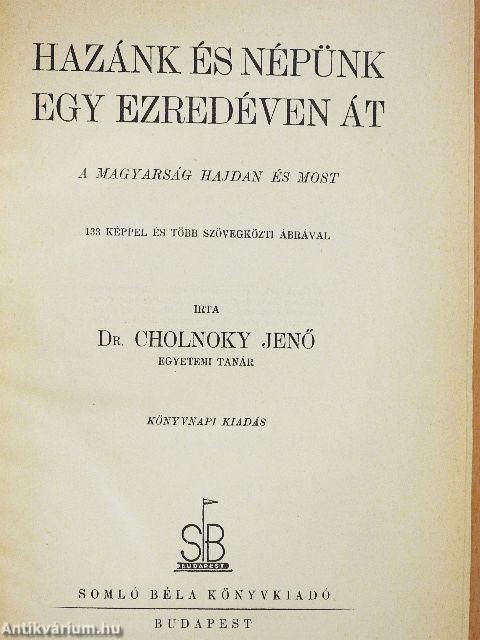 HAZÁNK ÉS NÉPÜNK
EGY EZREDÉVEN ÁT
A MAGYARSÁG HAJDAN ÉS MOST
133 KÉPPEL ÉS TÖBB SZÖVEGKÖZTI ÁBRÁVAL
IRTA
DR. CHOLNOKY JENŐ
EGYETEMI TANÁR
KÖNYVNAPI KIADÁS
SB
BUDAPEST
SOMLÓ BÉLA KÖNYVKIADÓ
BUDAPEST
Antikvárium.hu